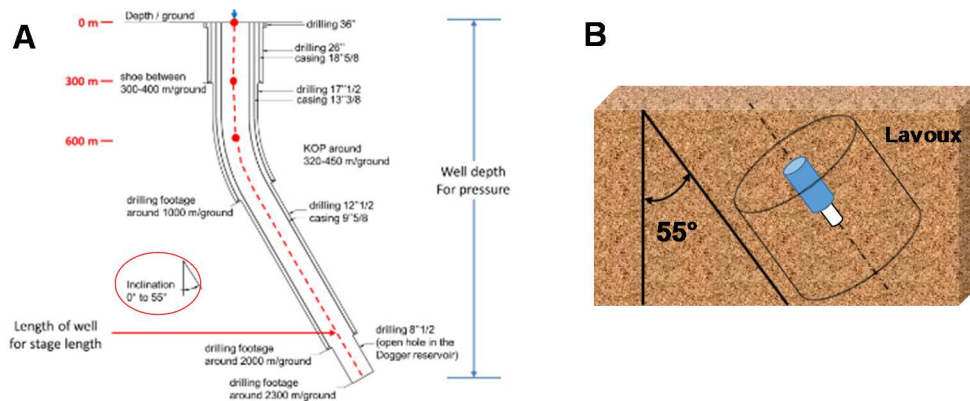 A
Depth / ground
0 m
drilling 36"
drilling 26"
casing 18"5/8
shoe between
300-400 m/ground
300 m
drilling 17"1/2
casing 13"3/8
600 m
KOP around
320-450 m/ground
Well depth
For pressure
drilling footage
around 1000 m/ground
drilling 12"1/2
casing 9"5/8
Inclination
0° to 55°
Length of well
for stage length
drilling 8"1/2
(open hole in the
Dogger reservoir)
drilling footage
around 2000 m/ground
drilling footage
around 2300 m/ground
B
Lavoux
55°